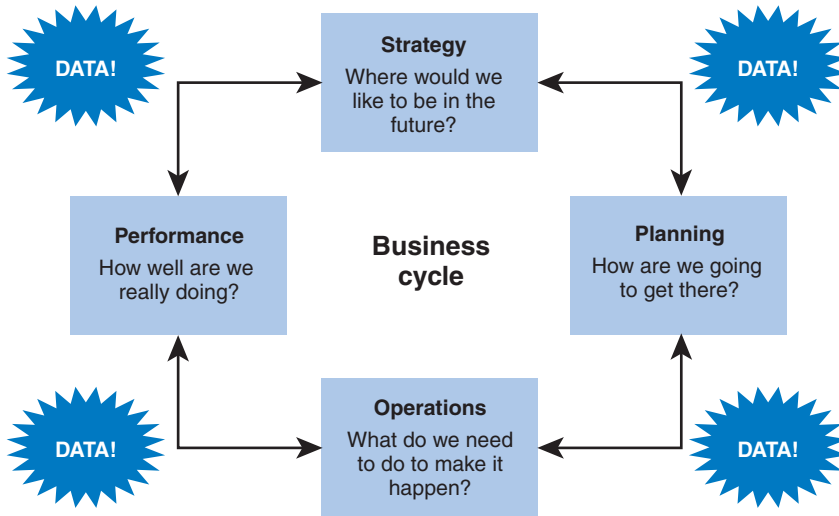 DATA!
Strategy
Where would we
like to be in the
future?
DATA!
Performance
How well are we
really doing?
Business
cycle
Planning
How are we going
to get there?
DATA!
Operations
What do we need
to do to make it
happen?
DATA!